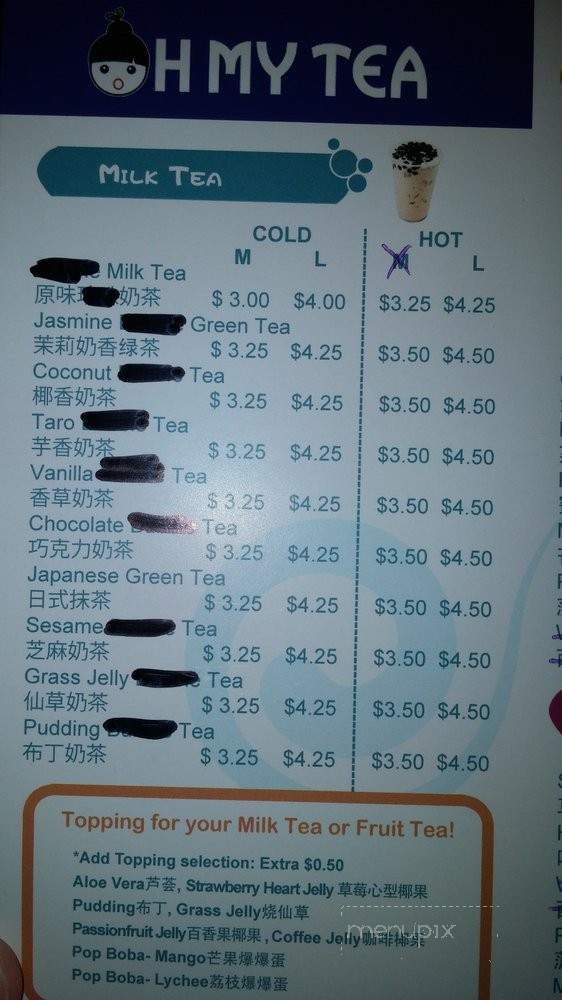 OH MY TEA
MILK TEA
COLD HOT
M L M L
Milk Tea
原味 奶茶 $ 3.00 $4.00 $3.25 $4.25
Jasmine Green Tea
茉莉奶香绿茶 $ 3.25 $4.25 $3.50 $4.50
Coconut Tea
椰香奶茶 $ 3.25 $4.25 $3.50 $4.50
Taro Tea
芋香奶茶 $ 3.25 $4.25 $3.50 $4.50
Vanilla Tea
香草奶茶 $ 3.25 $4.25 $3.50 $4.50
Chocolate Tea
巧克力奶茶 $ 3.25 $4.25 $3.50 $4.50
Japanese Green Tea
日式抹茶 $ 3.25 $4.25 $3.50 $4.50
Sesame Tea
芝麻奶茶 $ 3.25 $4.25 $3.50 $4.50
Grass Jelly Tea
仙草奶茶 $ 3.25 $4.25 $3.50 $4.50
Pudding Tea
布丁奶茶 $ 3.25 $4.25 $3.50 $4.50
Topping for your Milk Tea or Fruit Tea!
*Add Topping selection: Extra $0.50
Aloe Vera芦荟, Strawberry Heart Jelly 草莓心型椰果
Pudding布丁, Grass Jelly烧仙草
Passionfruit Jelly百香果椰果, Coffee Jelly咖啡椰果
Pop Boba- Mango芒果爆爆蛋
Pop Boba- Lychee荔枝爆爆蛋
menupix